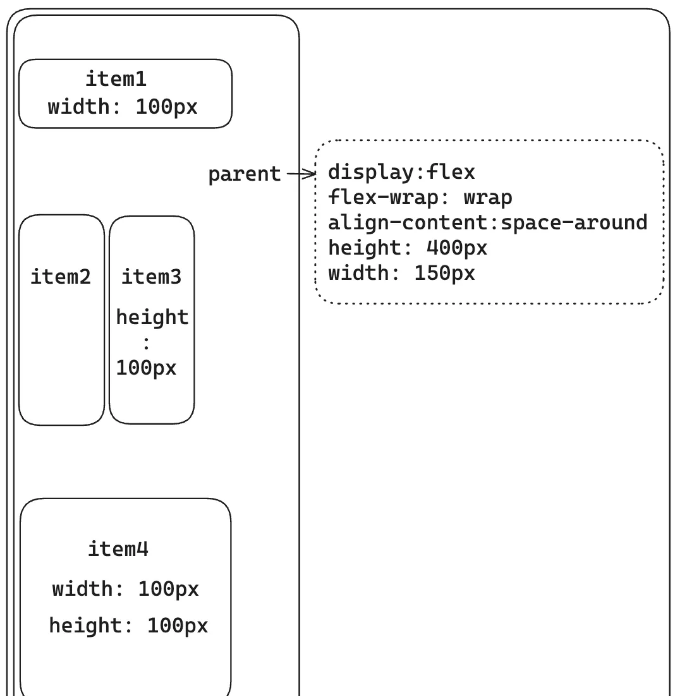 item1
width: 100px
parent
display:flex
flex-wrap: wrap
align-content:space-around
height: 400px
width: 150px
item2
item3
height
:
100px
item4
width: 100px
height: 100px